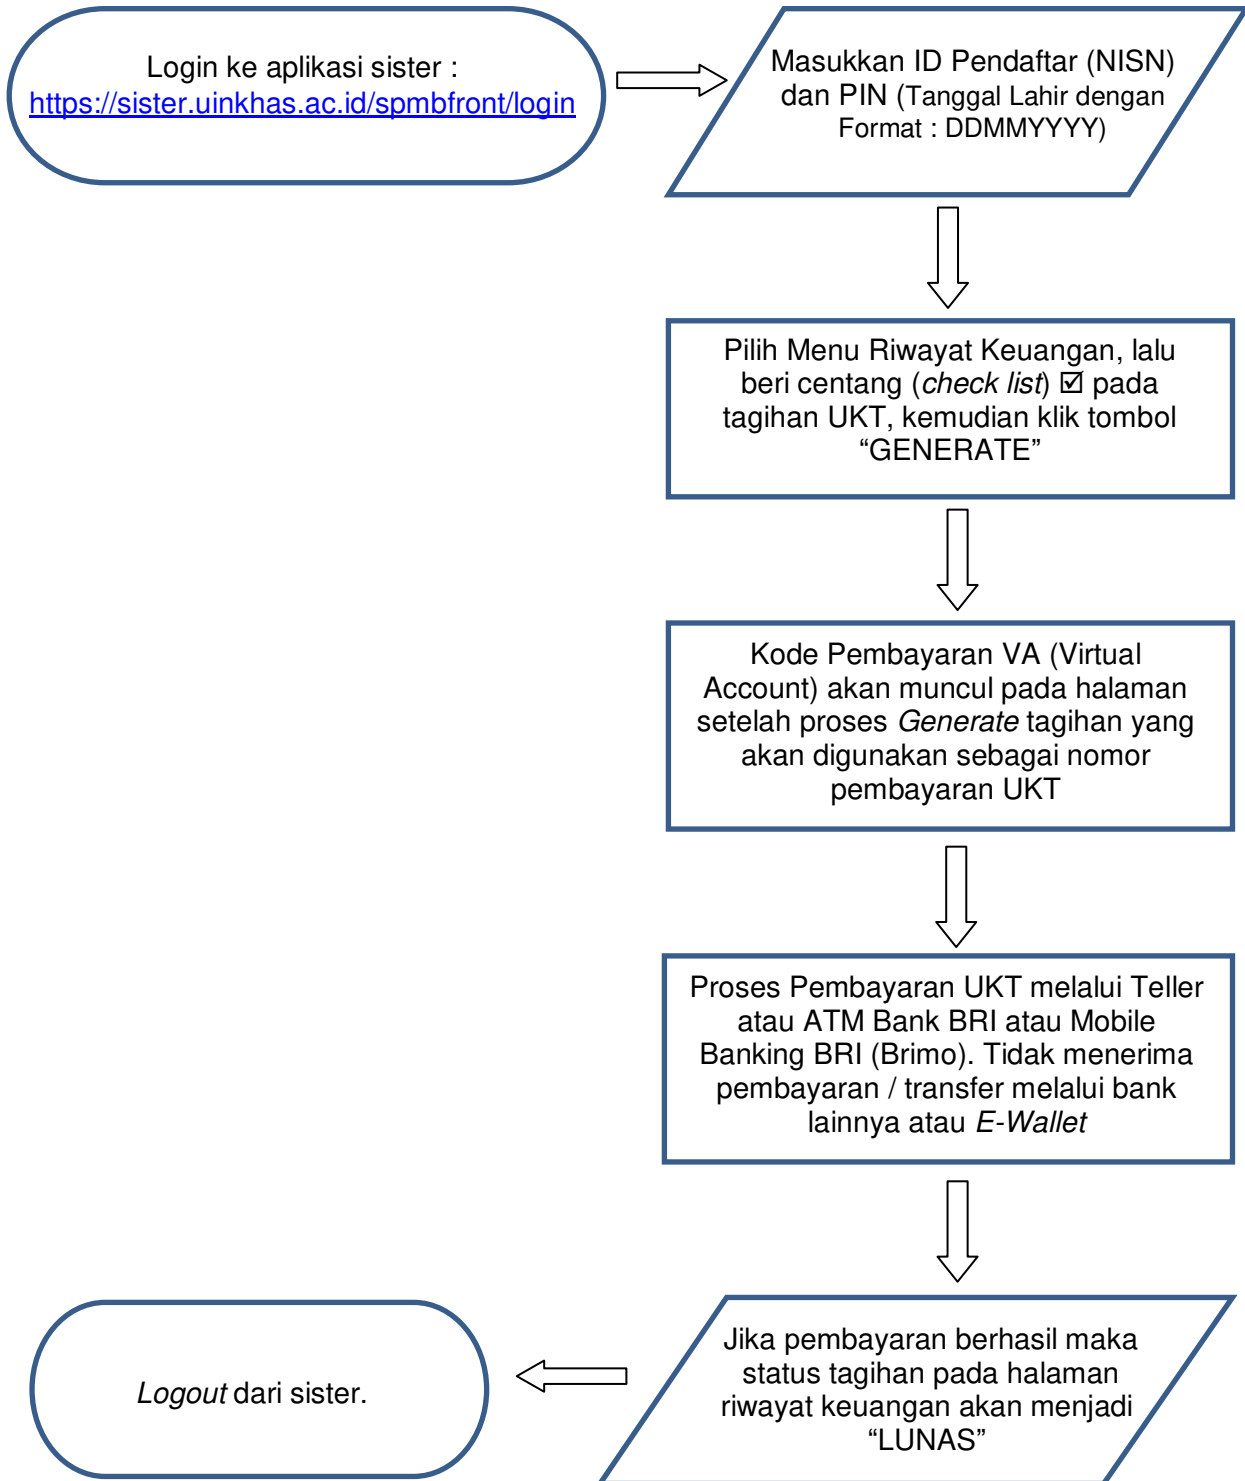 Login ke aplikasi sister :
https://sister.uinkhas.ac.id/spmbfront/login
Masukkan ID Pendaftar (NISN)
dan PIN (Tanggal Lahir dengan
Format : DDMMYYYY)
Pilih Menu Riwayat Keuangan, lalu
beri centang (check list) ☑ pada
tagihan UKT, kemudian klik tombol
“GENERATE”
Kode Pembayaran VA (Virtual
Account) akan muncul pada halaman
setelah proses Generate tagihan yang
akan digunakan sebagai nomor
pembayaran UKT
Proses Pembayaran UKT melalui Teller
atau ATM Bank BRI atau Mobile
Banking BRI (Brimo). Tidak menerima
pembayaran / transfer melalui bank
lainnya atau E-Wallet
Jika pembayaran berhasil maka
status tagihan pada halaman
riwayat keuangan akan menjadi
“LUNAS”
Logout dari sister.